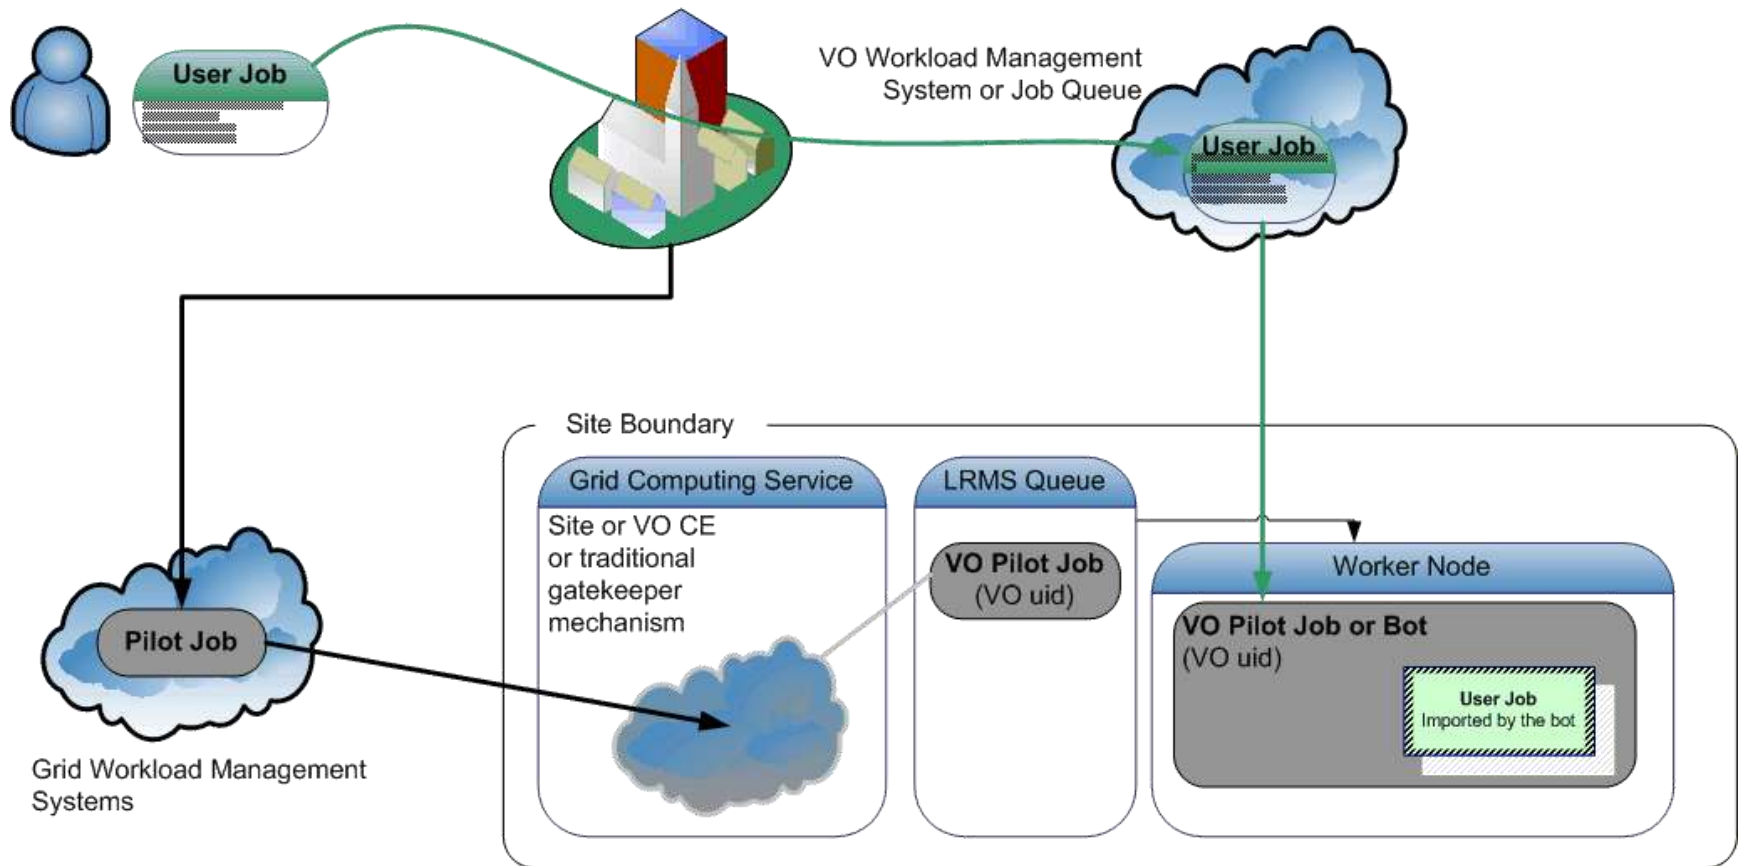 User Job
VO Workload Management
System or Job Queue
User Job
Site Boundary
Grid Computing Service
Site or VO CE
or traditional
gatekeeper
mechanism
LRMS Queue
VO Pilot Job
(VO uid)
Worker Node
VO Pilot Job or Bot
(VO uid)
User Job
Imported by the bot
Pilot Job
Grid Workload Management
Systems